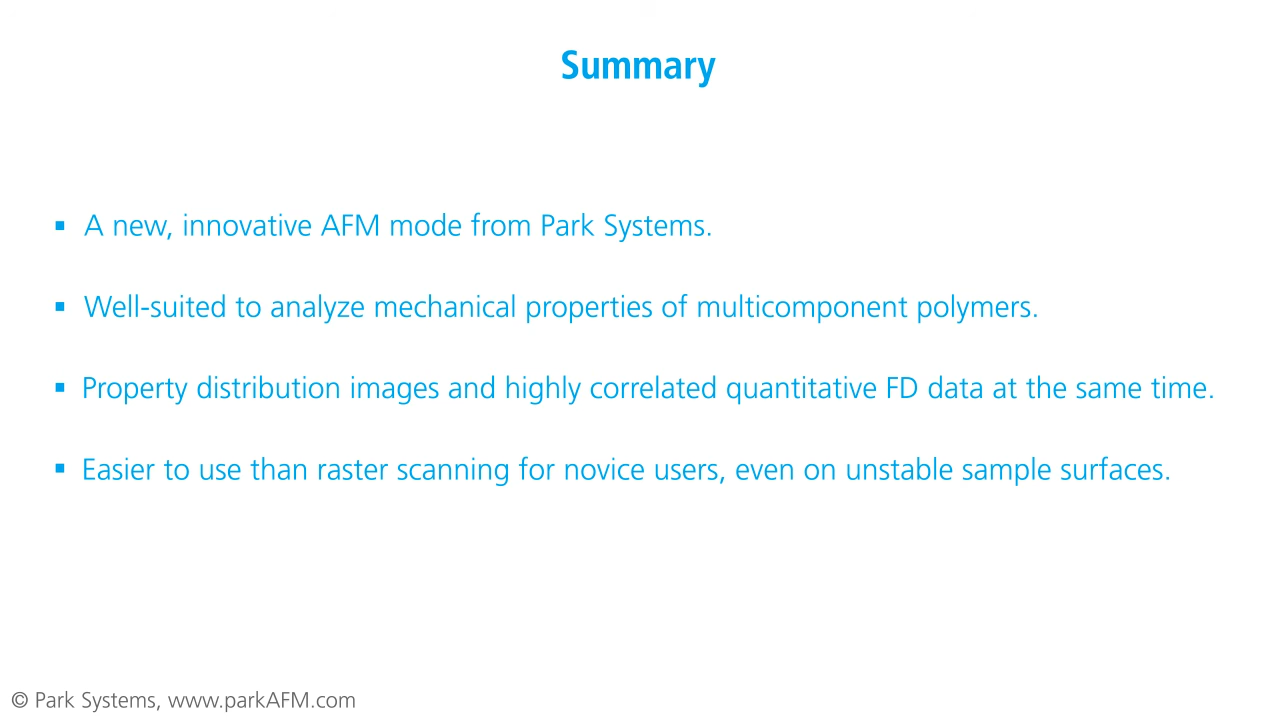 Summary
▪ A new, innovative AFM mode from Park Systems.
▪ Well-suited to analyze mechanical properties of multicomponent polymers.
▪ Property distribution images and highly correlated quantitative FD data at the same time.
▪ Easier to use than raster scanning for novice users, even on unstable sample surfaces.
© Park Systems, www.parkAFM.com